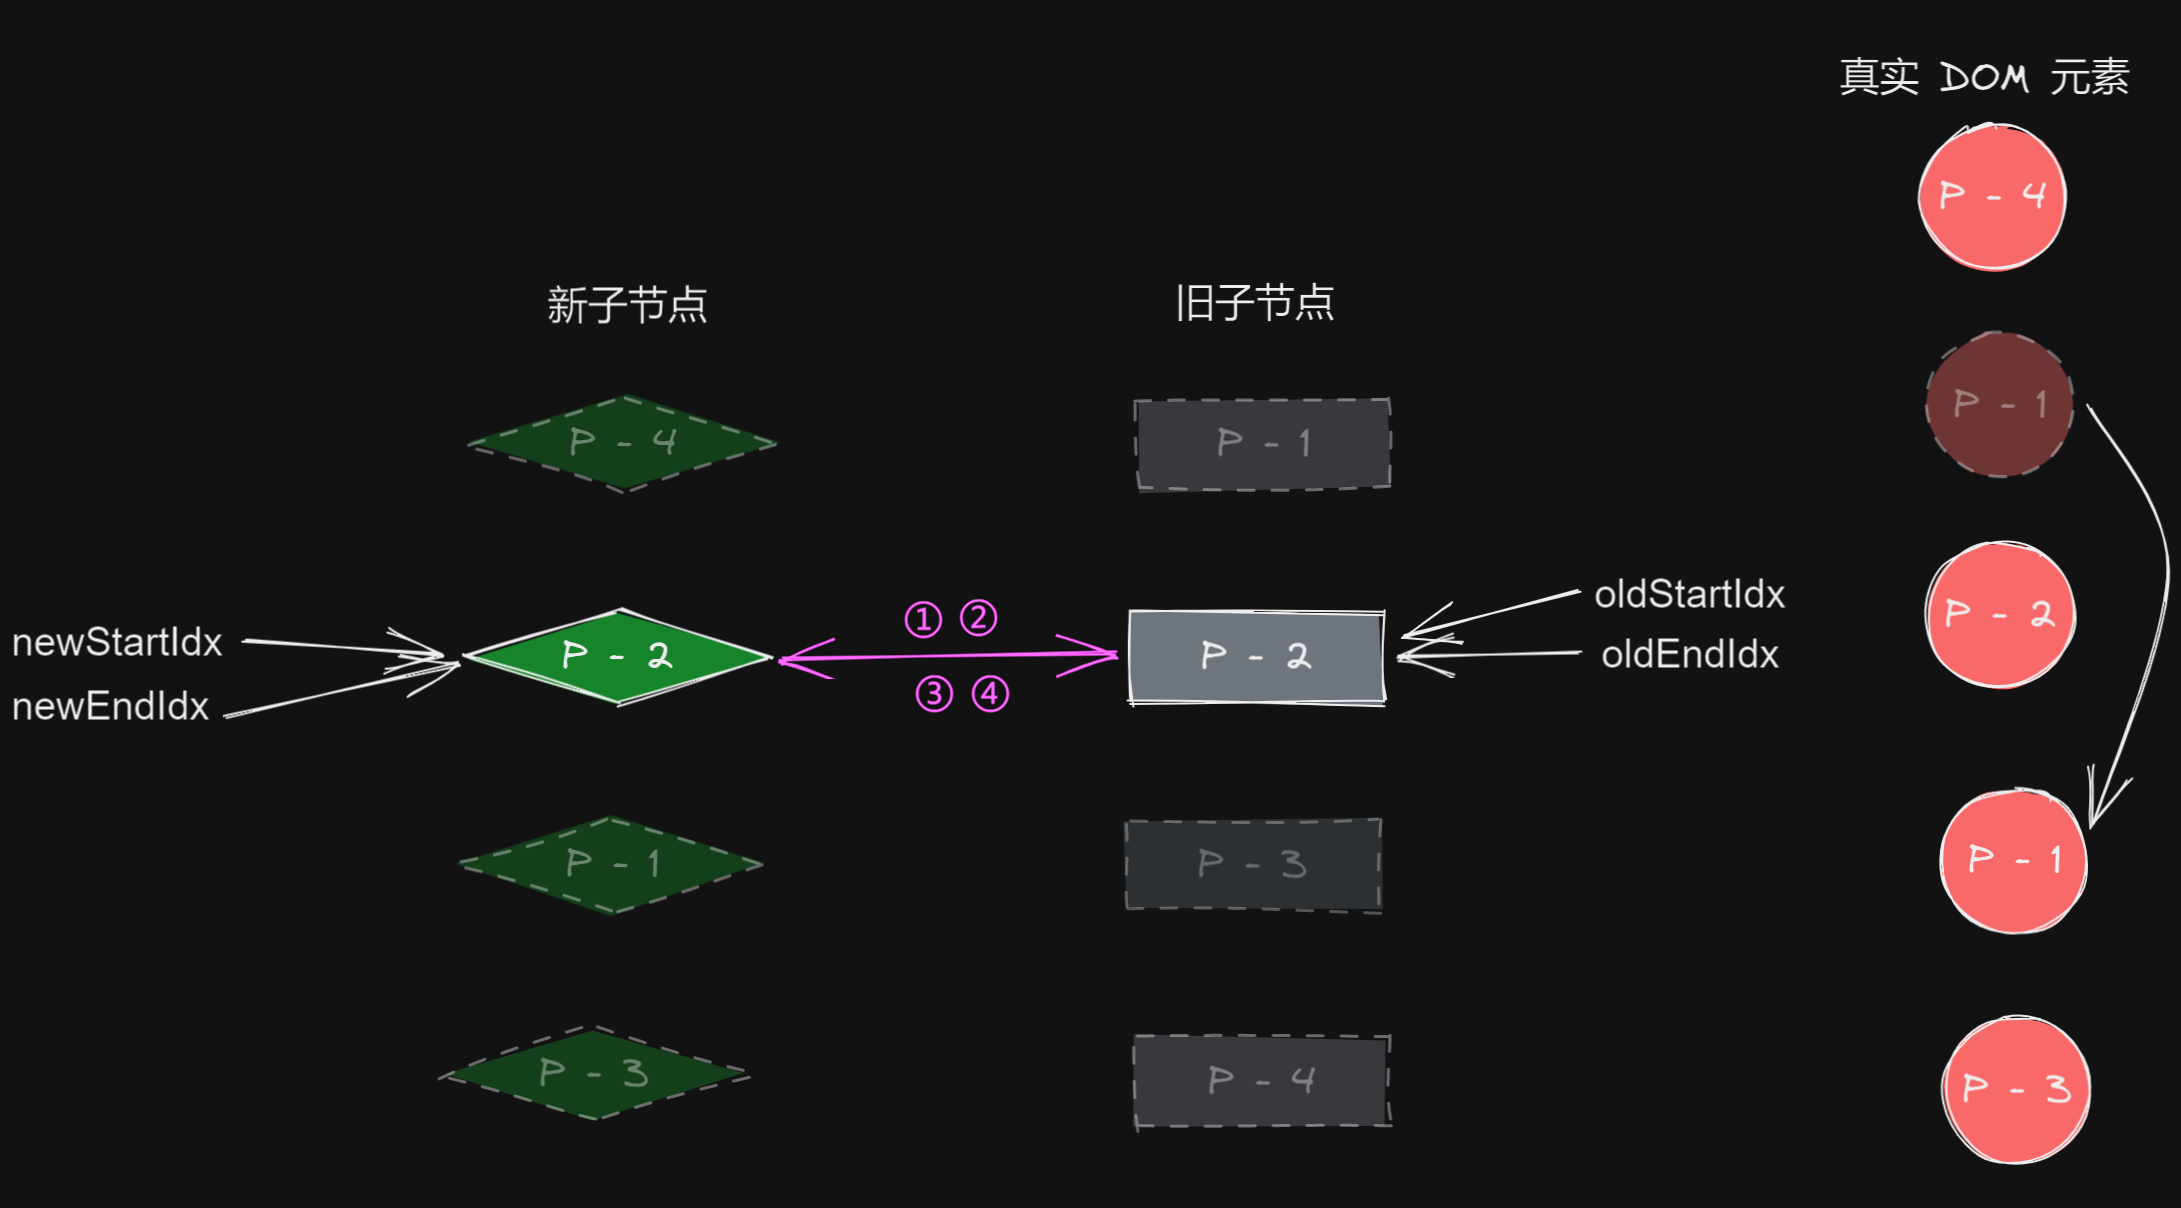 真实 DOM 元素
P - 4
新子节点
旧子节点
P - 4
P - 1
P - 1
newStartIdx
newEndIdx
P - 2
① ②
③ ④
P - 2
oldStartIdx
oldEndIdx
P - 2
P - 1
P - 3
P - 1
P - 3
P - 4
P - 3